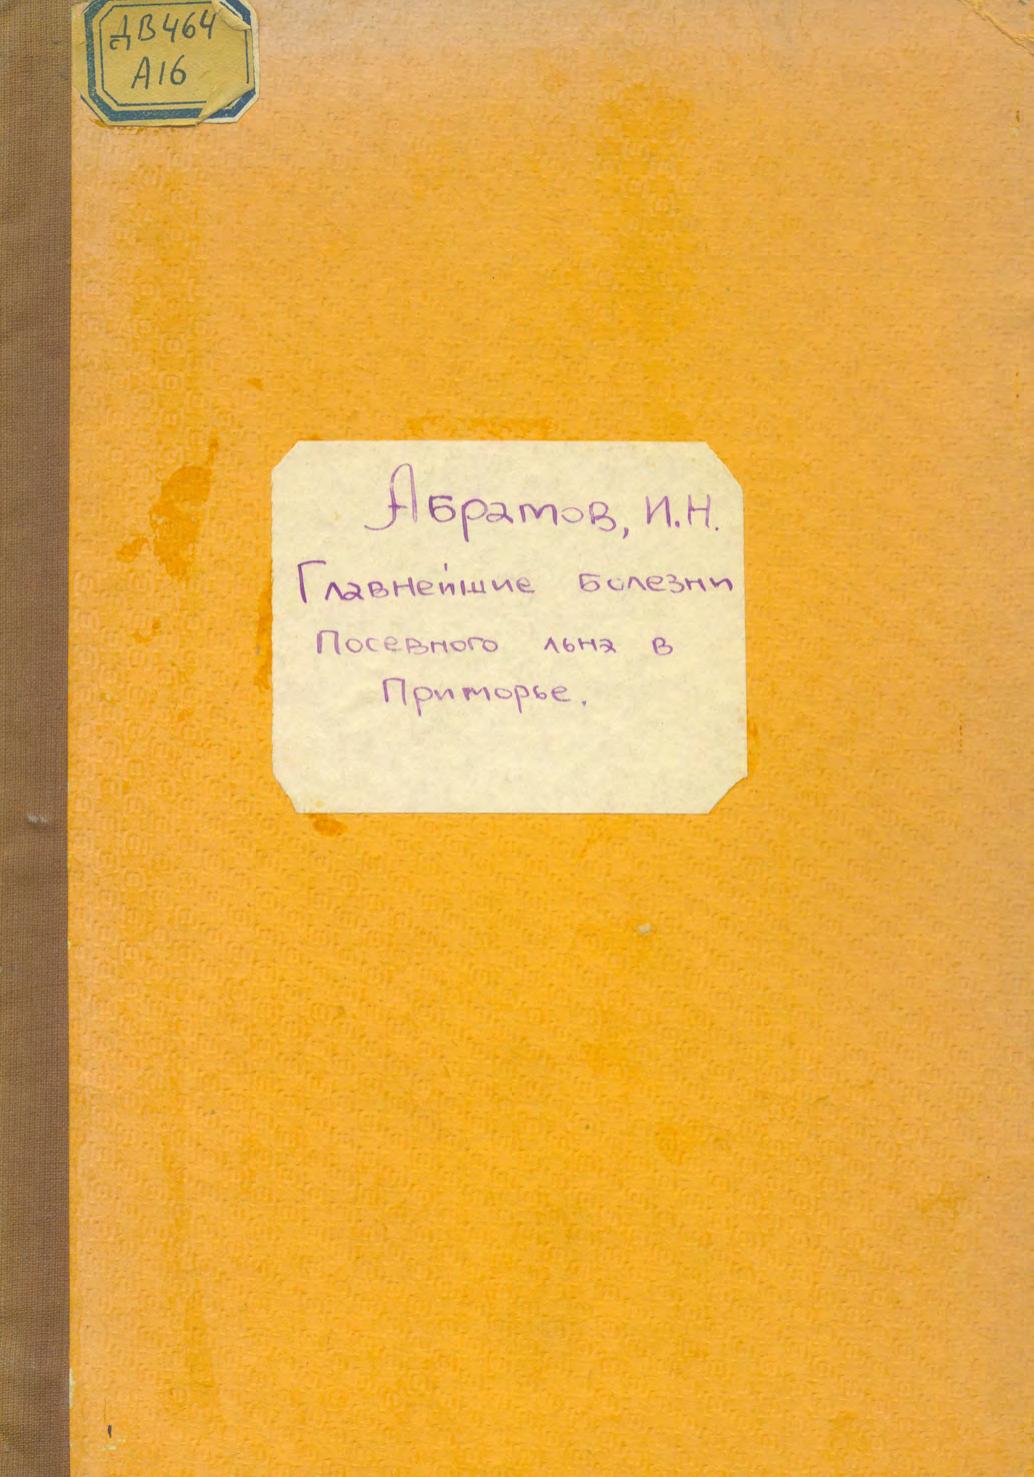 ДВ464
А16
Абрамов, И.Н.
Главнейшие болезни
Посевного льна в
Приморье.